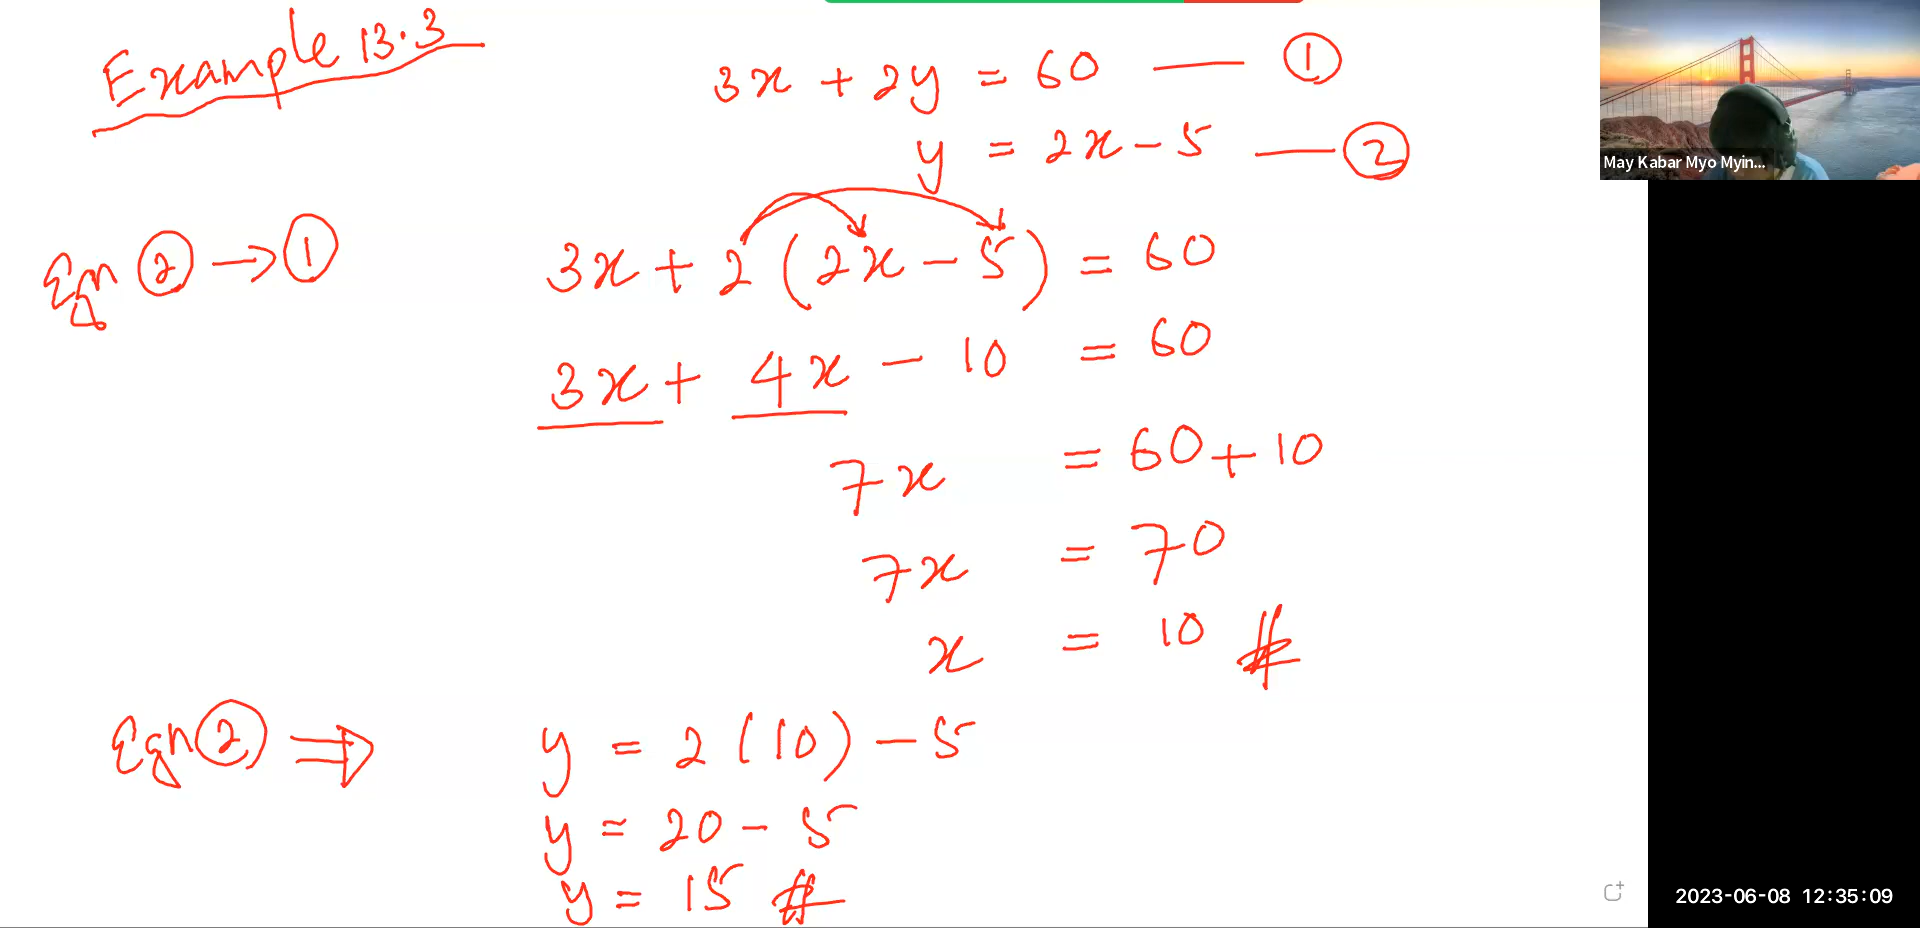 Example 13.3
3x + 2y = 60 —— ①
y = 2x - 5 —— ②
Eqn ② → ① 3x + 2 (2x - 5) = 60
3x + 4x - 10 = 60
7x = 60 + 10
7x = 70
x = 10 #
Eqn ② ⇒ y = 2 (10) - 5
y = 20 - 5
y = 15 #
May Kabar Myo Myin...
2023-06-08 12:35:09